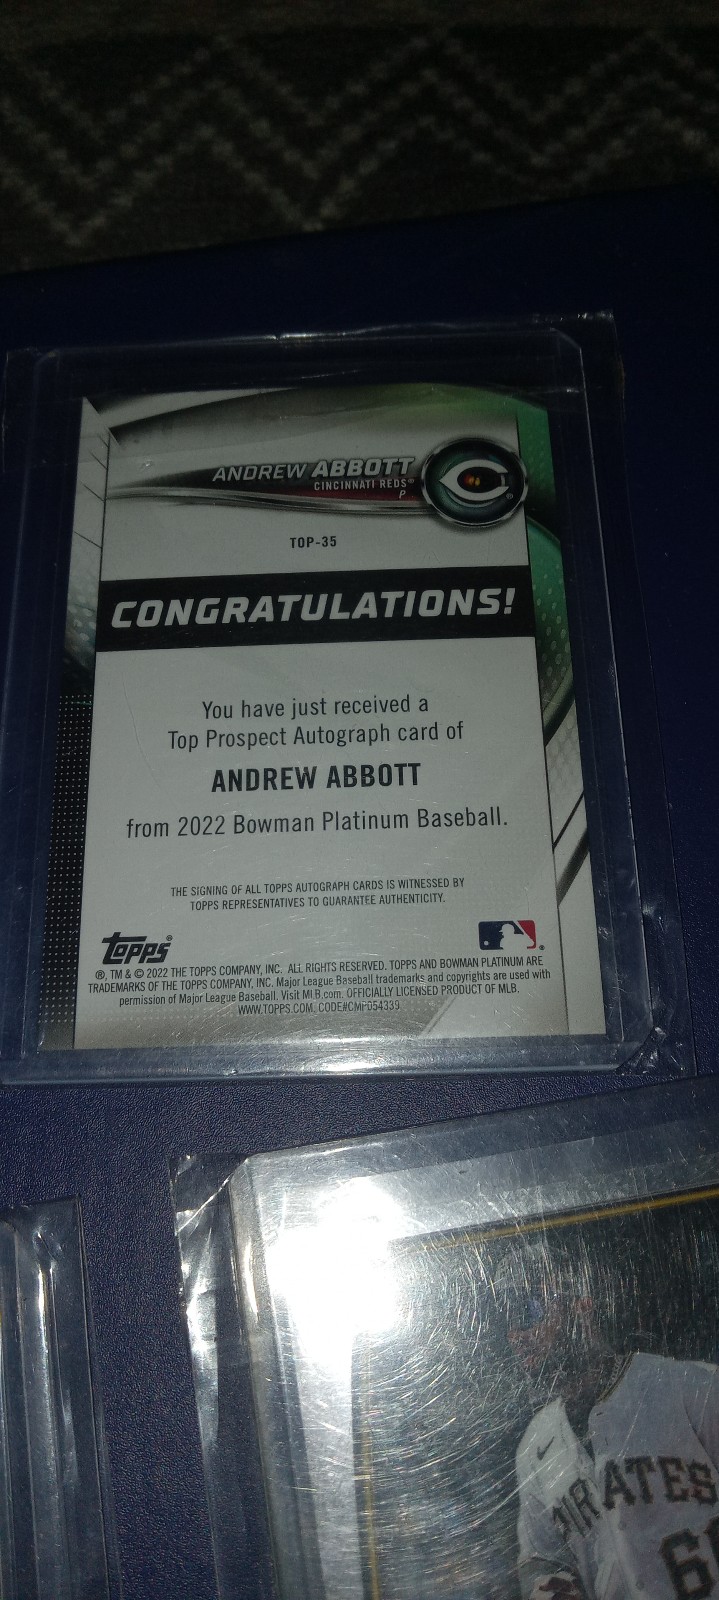 ANDREW ABBOTT
CINCINNATI REDS®
P
C
TOP-35
CONGRATULATIONS!
You have just received a
Top Prospect Autograph card of
ANDREW ABBOTT
from 2022 Bowman Platinum Baseball.
THE SIGNING OF ALL TOPPS AUTOGRAPH CARDS IS WITNESSED BY
TOPPS REPRESENTATIVES TO GUARANTEE AUTHENTICITY.
topps®
®, TM & © 2022 THE TOPPS COMPANY, INC. ALL RIGHTS RESERVED. TOPPS AND BOWMAN PLATINUM ARE
TRADEMARKS OF THE TOPPS COMPANY, INC. Major League Baseball trademarks and copyrights are used with
permission of Major League Baseball. Visit MLB.com. OFFICIALLY LICENSED PRODUCT OF MLB.
WWW.TOPPS.COM. CODE#CMP054339
PIRATES